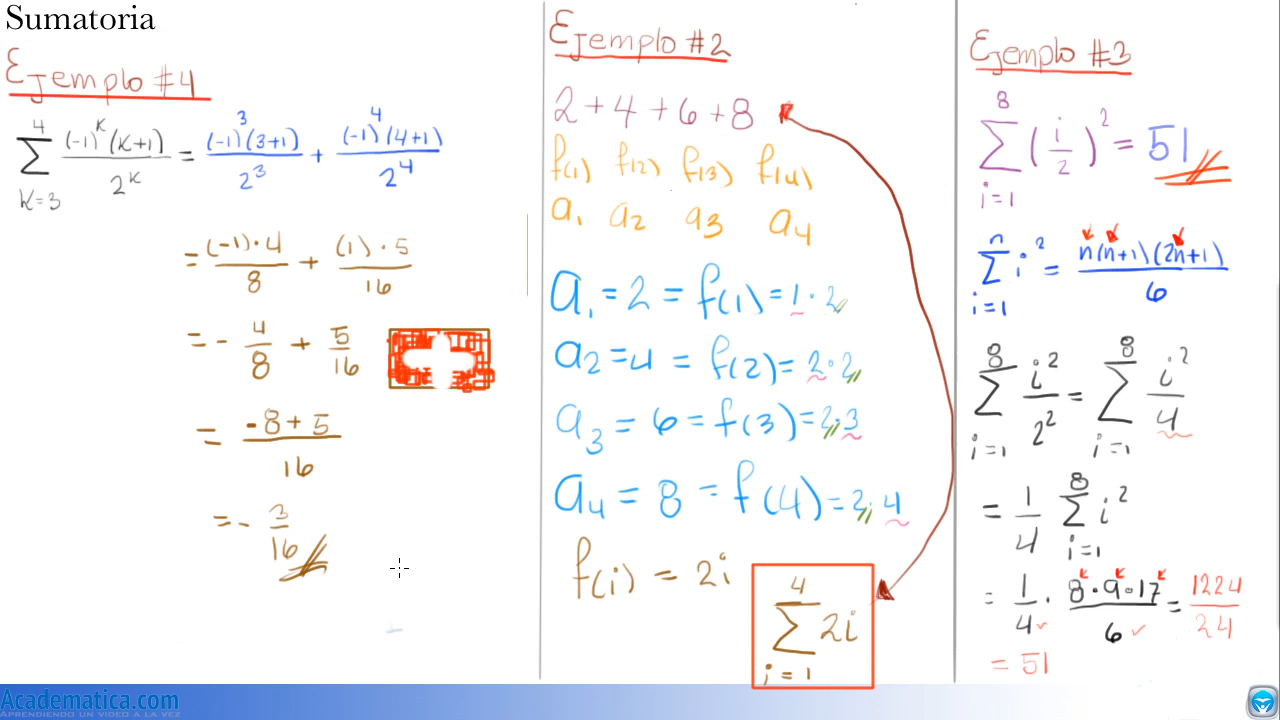 Sumatoria
Ejemplo #4
4
∑ (-1)^k (k+1) / 2^k = (-1)^3 (3+1) / 2^3 + (-1)^4 (4+1) / 2^4
k=3
= (-1)·4 / 8 + (1)·5 / 16
= - 4/8 + 5/16
= -8+5 / 16
= - 3/16
Ejemplo #2
2+4+6+8
f(1) f(2) f(3) f(4)
a1 a2 a3 a4
a1 = 2 = f(1) = 1·2
a2 = 4 = f(2) = 2·2
a3 = 6 = f(3) = 2·3
a4 = 8 = f(4) = 2·4
f(i) = 2i
4
∑ 2i
i=1
Ejemplo #3
8
∑ (i/2)^2 = 51
i=1
n
∑ i^2 = n(n+1)(2n+1) / 6
i=1
8 8
∑ i^2/2^2 = ∑ i^2/4
i=1 i=1
8
= 1/4 ∑ i^2
i=1
= 1/4 · 8·9·17 / 6 = 1224/24
= 51
Academatica.com
APRENDIENDO UN VIDEO A LA VEZ